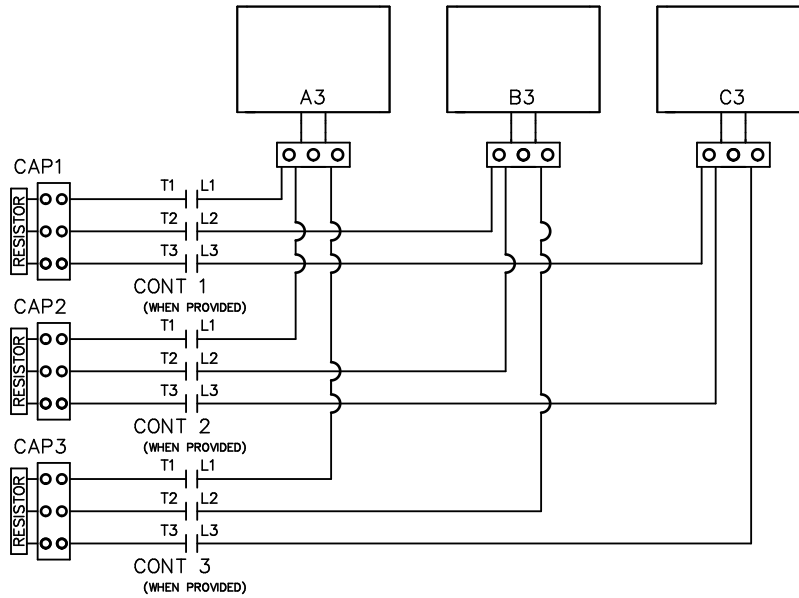 A3 B3 C3
CAP1
RESISTOR
T1 L1
T2 L2
T3 L3
CONT 1
(WHEN PROVIDED)
CAP2
RESISTOR
T1 L1
T2 L2
T3 L3
CONT 2
(WHEN PROVIDED)
CAP3
RESISTOR
T1 L1
T2 L2
T3 L3
CONT 3
(WHEN PROVIDED)